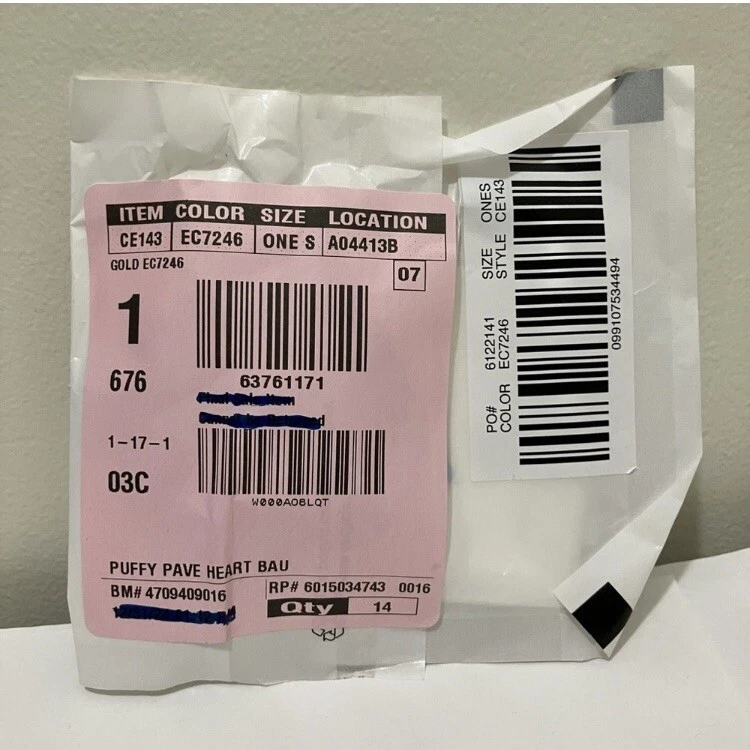 ITEM COLOR SIZE LOCATION
CE143 EC7246 ONE S A04413B
GOLD EC7246
07
1
676
63761171
1-17-1
03C
W000A08LQT
PUFFY PAVE HEART BAU
BM# 4709409016
RP# 6015034743 0016
Qty 14
PO# 6122141 SIZE ONES
COLOR EC7246 STYLE CE143
099107534494